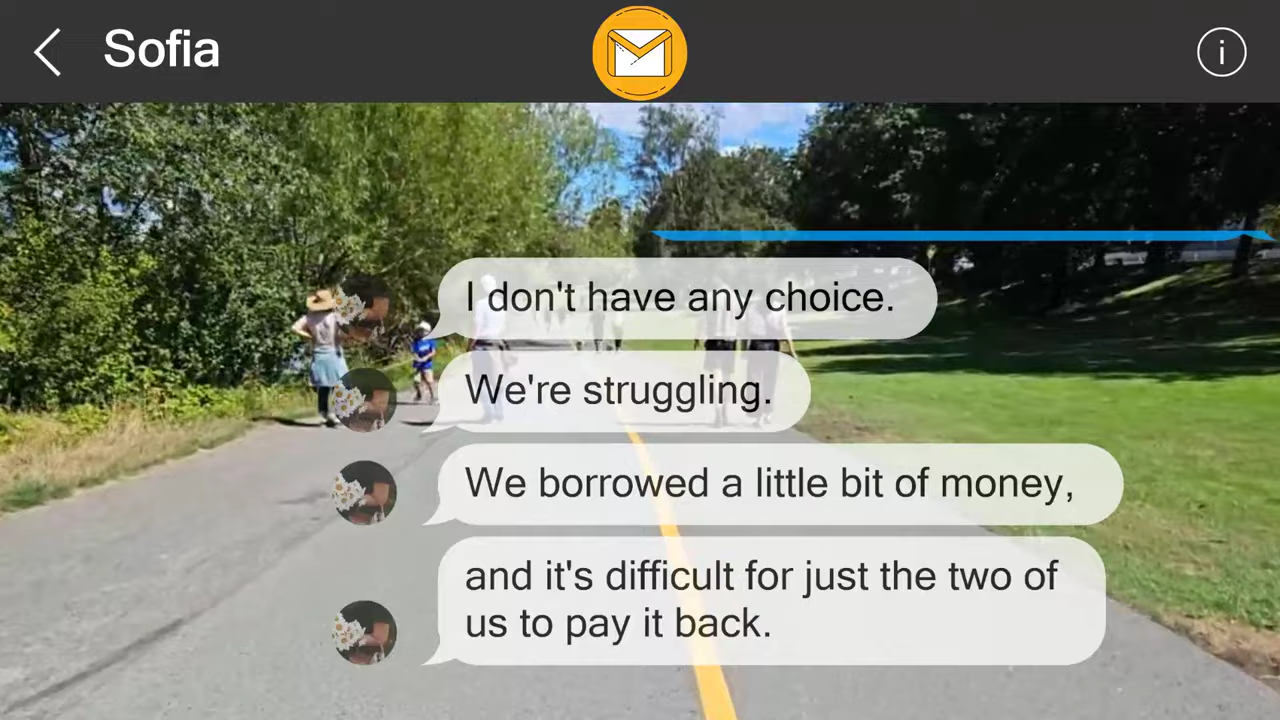 Sofia
i
I don't have any choice.
We're struggling.
We borrowed a little bit of money,
and it's difficult for just the two of
us to pay it back.